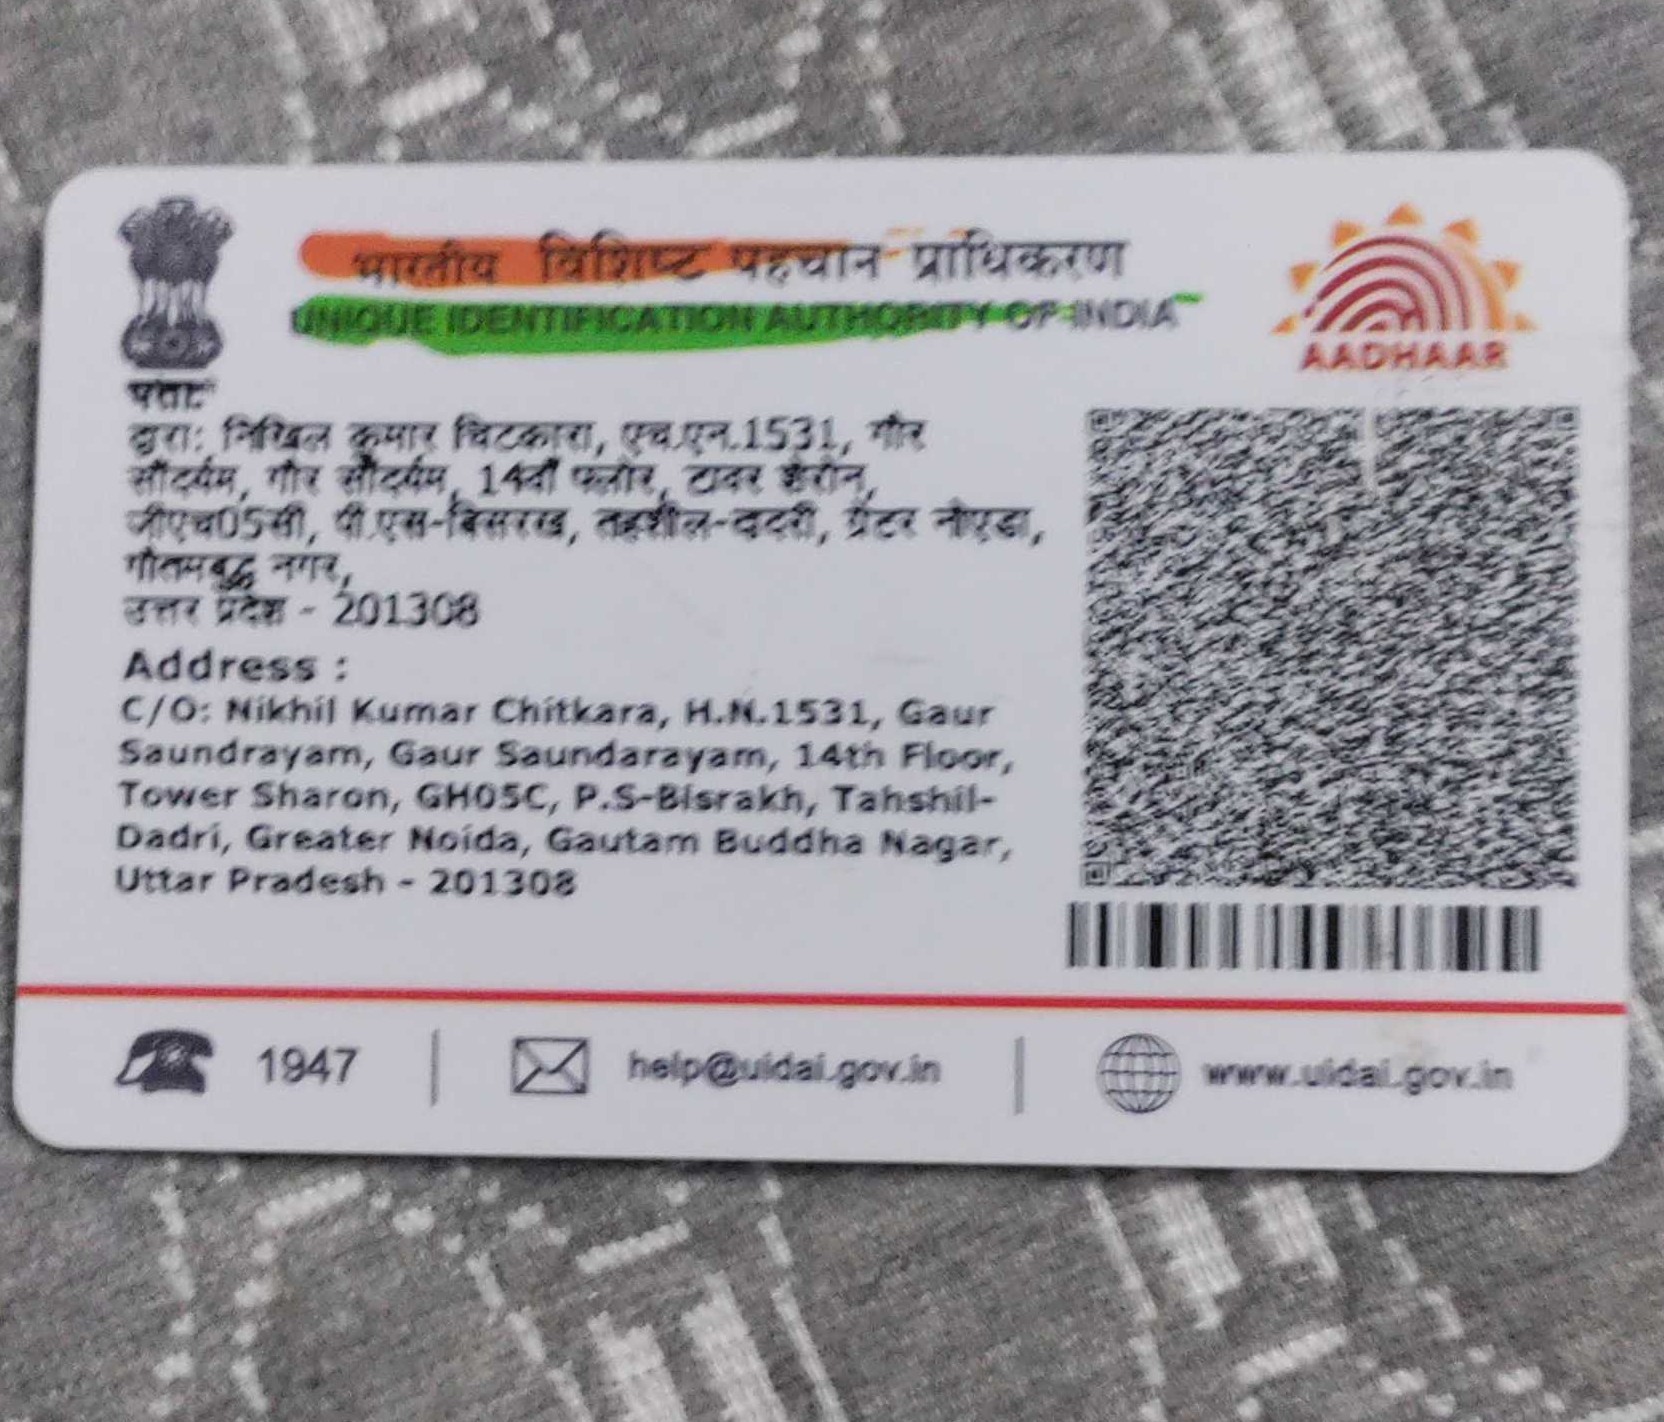 भारतीय विशिष्ट पहचान प्राधिकरण
UNIQUE IDENTIFICATION AUTHORITY OF INDIA
AADHAAR
पता:
द्वारा: निखिल कुमार चिटकारा, एच.एन.1531, गौर
सौंदर्यम, गौर सौंदर्यम, 14वीं फ्लोर, टावर शेरोन,
जीएच05सी, पी.एस-बिसरख, तहशील-ददरी, ग्रेटर नोएडा,
गौतमबुद्ध नगर,
उत्तर प्रदेश - 201308
Address :
C/O: Nikhil Kumar Chitkara, H.N.1531, Gaur
Saundrayam, Gaur Saundarayam, 14th Floor,
Tower Sharon, GH05C, P.S-Bisrakh, Tahshil-
Dadri, Greater Noida, Gautam Buddha Nagar,
Uttar Pradesh - 201308
1947 | help@uidai.gov.in | www.uidai.gov.in